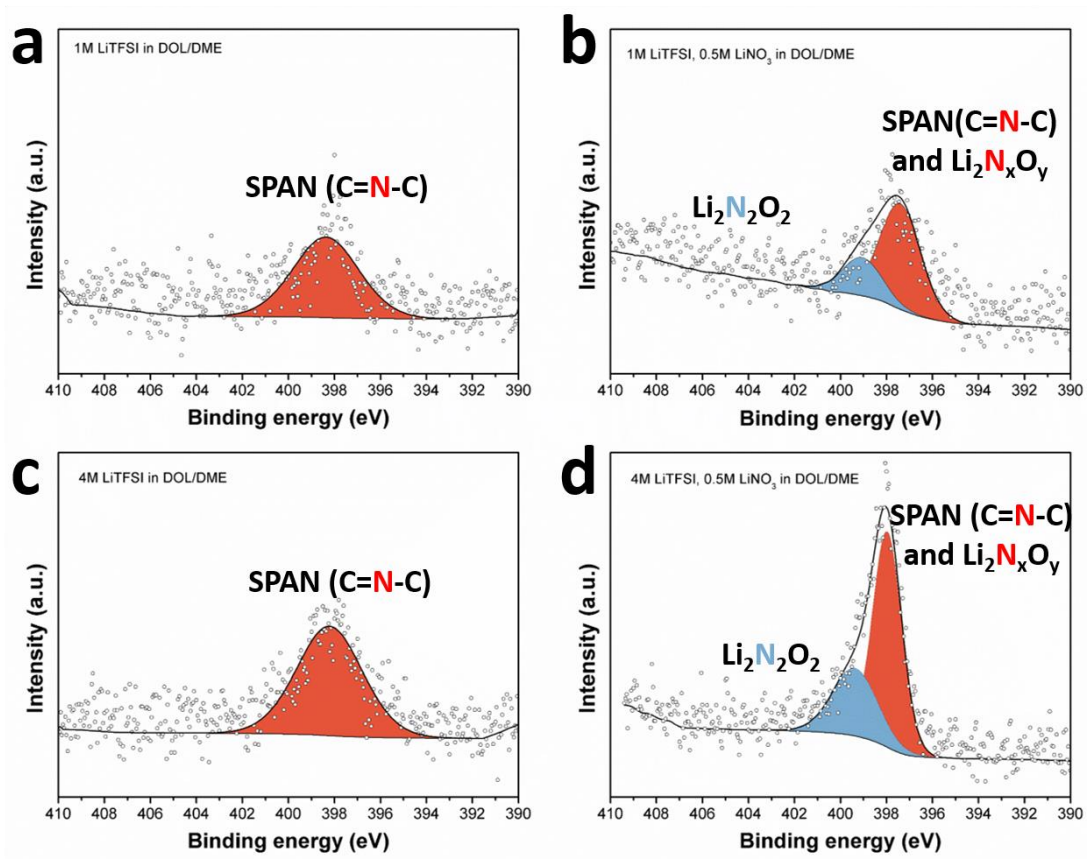 a
1M LiTFSI in DOL/DME
SPAN (C=N-C)
Intensity (a.u.)
410 408 406 404 402 400 398 396 394 392 390
Binding energy (eV)
b
1M LiTFSI, 0.5M LiNO₃ in DOL/DME
SPAN(C=N-C)
and Li₂NₓOᵧ
Li₂N₂O₂
Intensity (a.u.)
410 408 406 404 402 400 398 396 394 392 390
Binding energy (eV)
c
4M LiTFSI in DOL/DME
SPAN (C=N-C)
Intensity (a.u.)
410 408 406 404 402 400 398 396 394 392 390
Binding energy (eV)
d
4M LiTFSI, 0.5M LiNO₃ in DOL/DME
SPAN (C=N-C)
and Li₂NₓOᵧ
Li₂N₂O₂
Intensity (a.u.)
410 408 406 404 402 400 398 396 394 392 390
Binding energy (eV)